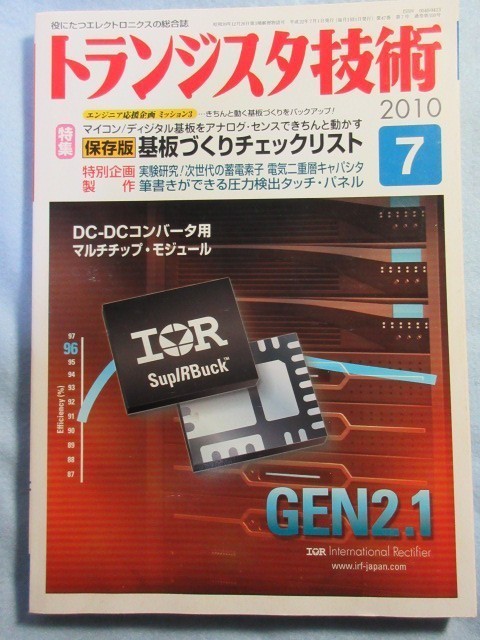 役にたつエレクトロニクスの総合誌
トランジスタ技術
2010
7
エンジニア応援企画 ミッション3 …きちんと動く基板づくりをバックアップ!
特集
マイコン/ディジタル基板をアナログ・センスできちんと動かす
保存版 基板づくりチェックリスト
特別企画 実験研究!次世代の蓄電素子 電気二重層キャパシタ
製作 筆書きができる圧力検出タッチ・パネル
DC-DCコンバータ用
マルチチップ・モジュール
IOR
SupIRBuck™
Efficiency (%)
97
96
95
94
93
92
91
90
89
88
87
GEN2.1
IOR International Rectifier
www.irf-japan.com